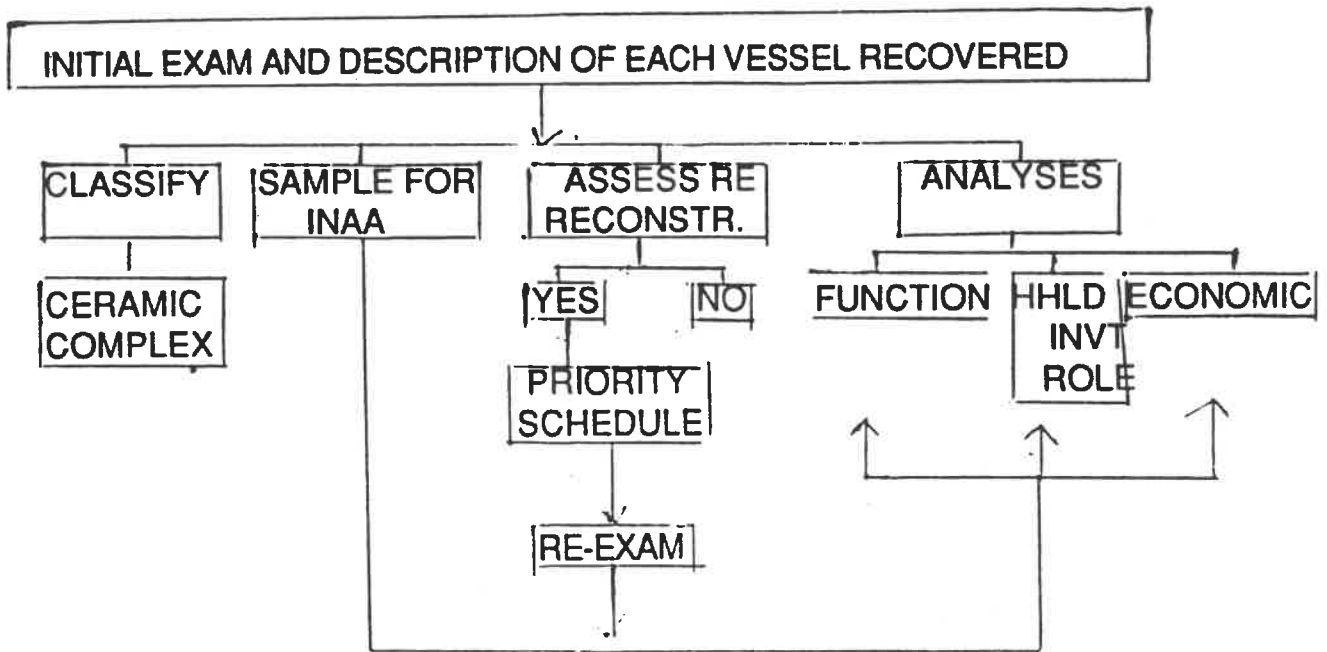 INITIAL EXAM AND DESCRIPTION OF EACH VESSEL RECOVERED
CLASSIFY
SAMPLE FOR
INAA
ASSESS RE
RECONSTR.
ANALYSES
CERAMIC
COMPLEX
YES
NO
FUNCTION
HHLD
INVT
ROLE
ECONOMIC
PRIORITY
SCHEDULE
RE-EXAM